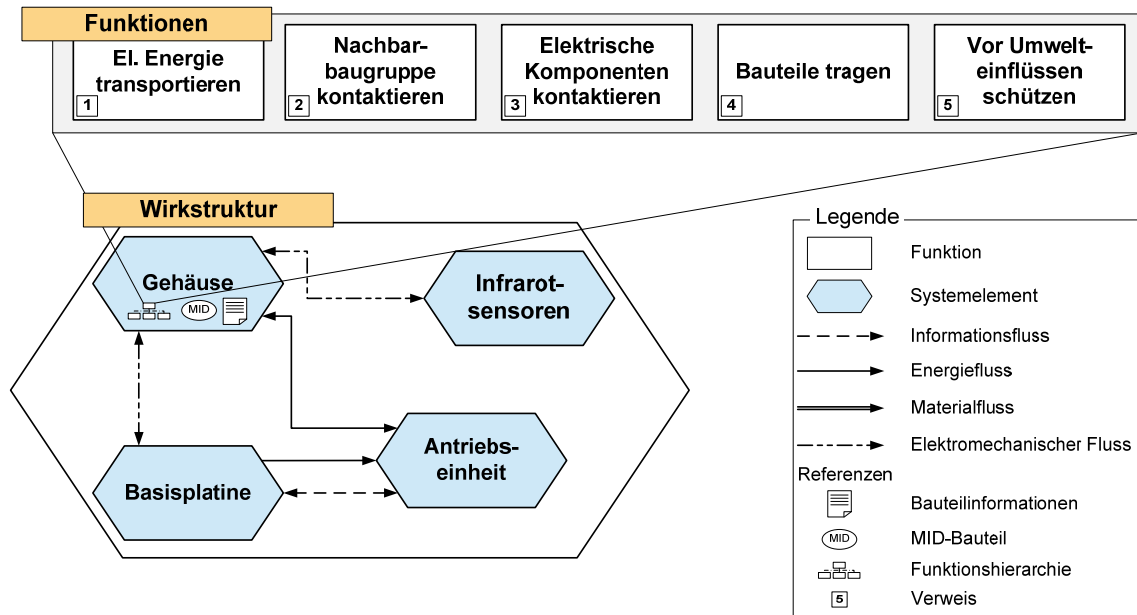 Funktionen
El. Energie
transportieren
1
Nachbar-
baugruppe
kontaktieren
2
Elektrische
Komponenten
kontaktieren
3
Bauteile tragen
4
Vor Umwelt-
einflüssen
schützen
5
Wirkstruktur
Gehäuse
MID
Infrarot-
sensoren
Antriebs-
einheit
Basisplatine
Legende
Funktion
Systemelement
Informationsfluss
Energiefluss
Materialfluss
Elektromechanischer Fluss
Referenzen
Bauteilinformationen
MID
MID-Bauteil
Funktionshierarchie
5
Verweis